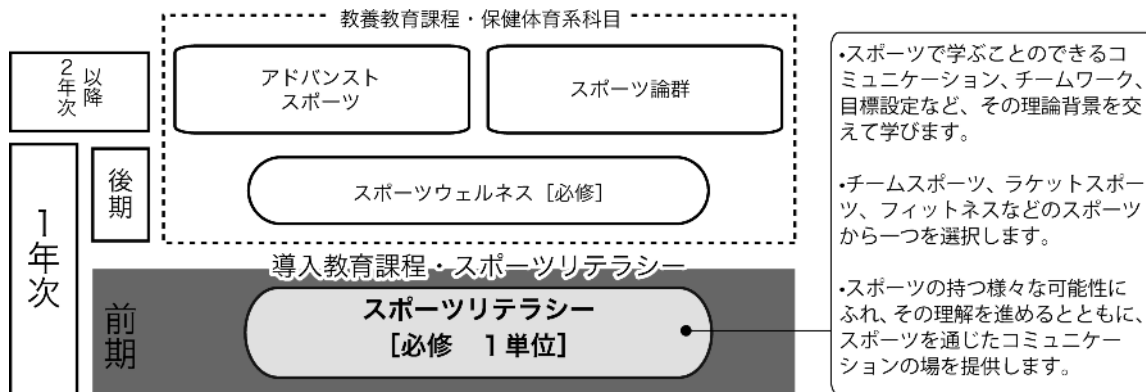 教養教育課程・保健体育系科目
２年次
以降
アドバンスト
スポーツ
スポーツ論群
１年次
後期
スポーツウェルネス［必修］
導入教育課程・スポーツリテラシー
前期
スポーツリテラシー
［必修　１単位］
•スポーツで学ぶことのできるコ
ミュニケーション、チームワーク、
目標設定など、その理論背景を交
えて学びます。
•チームスポーツ、ラケットスポー
ツ、フィットネスなどのスポーツ
から一つを選択します。
•スポーツの持つ様々な可能性に
ふれ、その理解を進めるとともに、
スポーツを通じたコミュニケー
ションの場を提供します。